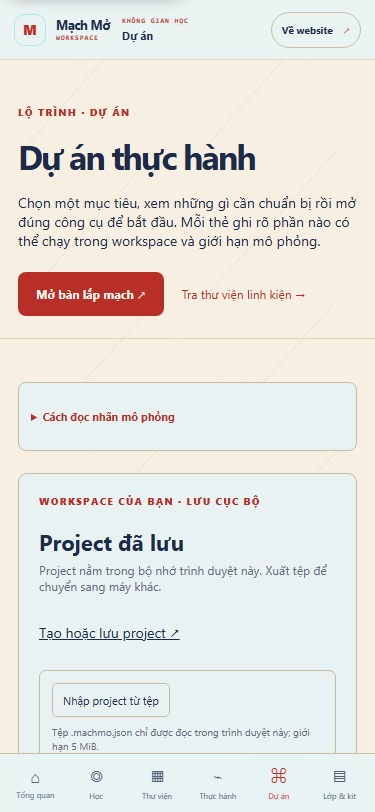 M
Mạch Mở
WORKSPACE
KHÔNG GIAN HỌC
Dự án
Về website ↗
LỘ TRÌNH · DỰ ÁN
Dự án thực hành
Chọn một mục tiêu, xem những gì cần chuẩn bị rồi mở
đúng công cụ để bắt đầu. Mỗi thẻ ghi rõ phần nào có
thể chạy trong workspace và giới hạn mô phỏng.
Mở bàn lắp mạch ↗
Tra thư viện linh kiện →
▶ Cách đọc nhãn mô phỏng
WORKSPACE CỦA BẠN · LƯU CỤC BỘ
Project đã lưu
Project nằm trong bộ nhớ trình duyệt này. Xuất tệp để
chuyển sang máy khác.
Tạo hoặc lưu project ↗
Nhập project từ tệp
Tệp .machmo.json chỉ được đọc trong trình duyệt này; giới
hạn 5 MiB.
Tổng quan
Học
Thư viện
Thực hành
Dự án
Lớp & kit